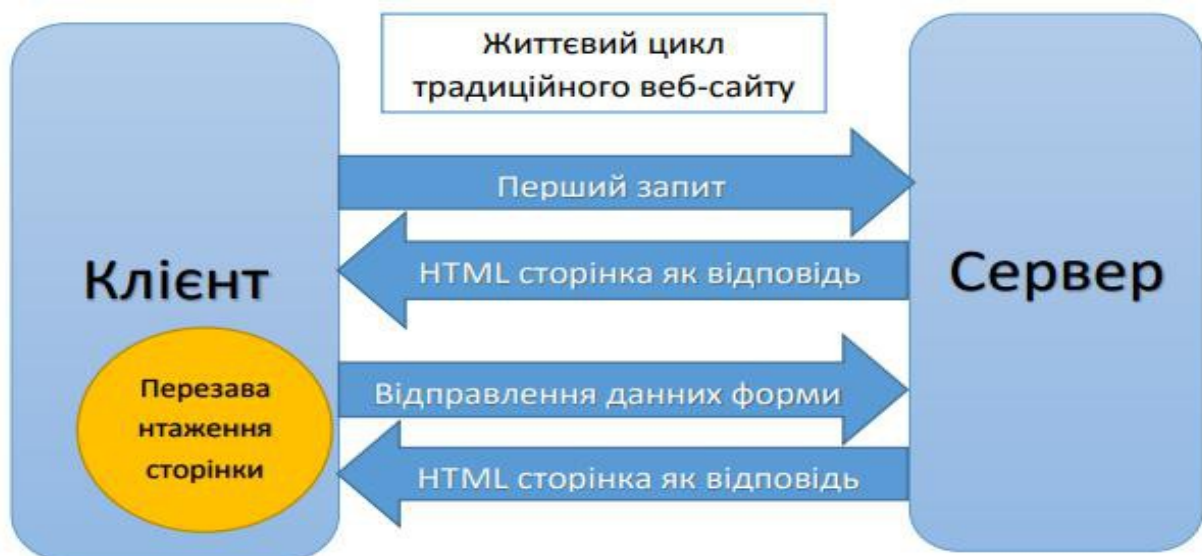 Життєвий цикл
традиційного веб-сайту
Перший запит
Клієнт
HTML сторінка як відповідь
Сервер
Перезава
нтаження
сторінки
Відправлення данних форми
HTML сторінка як відповідь